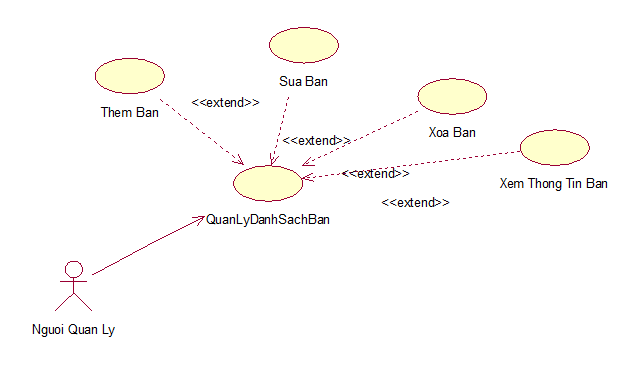 Sua Ban
<<extend>>
Them Ban
Xoa Ban
<<extend>>
<<extend>>
Xem Thong Tin Ban
<<extend>>
QuanLyDanhSachBan
Nguoi Quan Ly